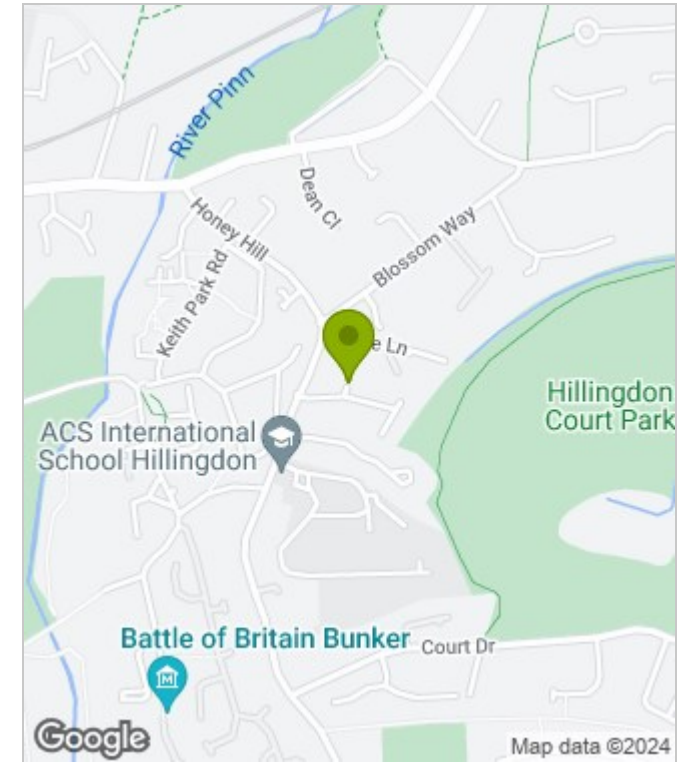 River Pinn
Dean Cl
Honey Hill
Blossom Way
Keith Park Rd
e Ln
Hillingdon
Court Park
ACS International
School Hillingdon
Battle of Britain Bunker
Court Dr
M
Google
Map data ©2024